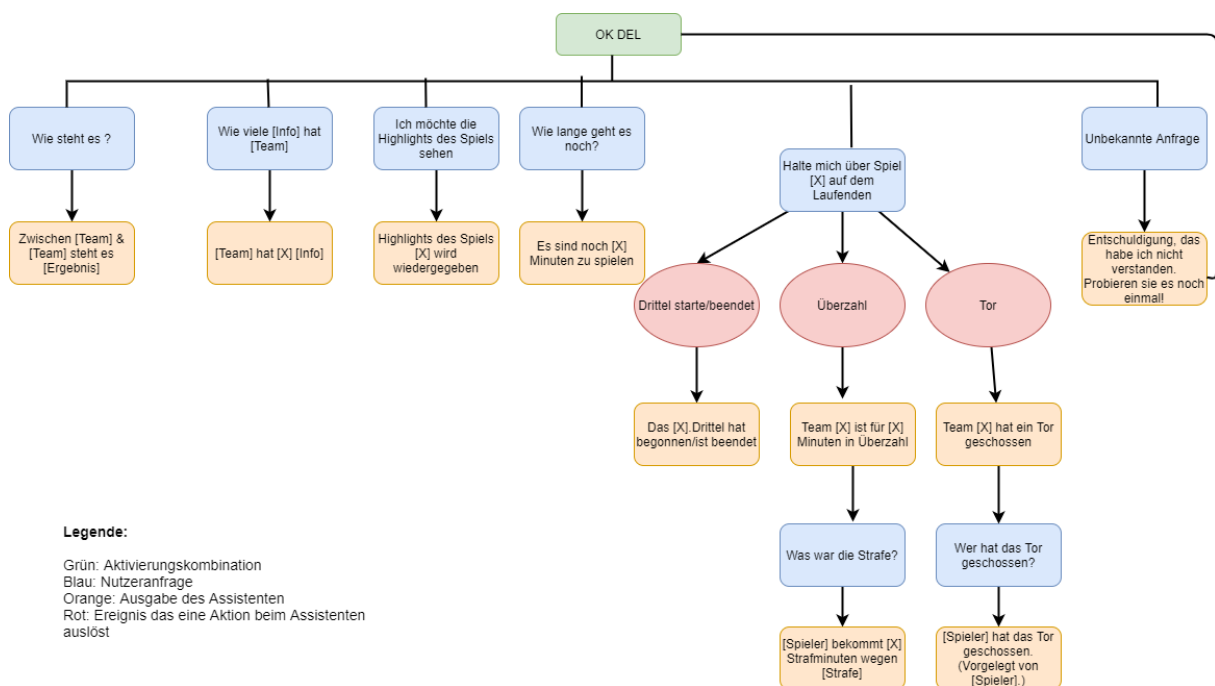 OK DEL
Wie steht es ?
Wie viele [Info] hat
[Team]
Ich möchte die
Highlights des Spiels
sehen
Wie lange geht es
noch?
Halte mich über Spiel
[X] auf dem
Laufenden
Unbekannte Anfrage
Zwischen [Team] &
[Team] steht es
[Ergebnis]
[Team] hat [X] [Info]
Highlights des Spiels
[X] wird
wiedergegeben
Es sind noch [X]
Minuten zu spielen
Entschuldigung, das
habe ich nicht
verstanden.
Probieren sie es noch
einmal!
Drittel starte/beendet
Überzahl
Tor
Das [X].Drittel hat
begonnen/ist beendet
Team [X] ist für [X]
Minuten in Überzahl
Team [X] hat ein Tor
geschossen
Was war die Strafe?
Wer hat das Tor
geschossen?
[Spieler] bekommt [X]
Strafminuten wegen
[Strafe]
[Spieler] hat das Tor
geschossen.
(Vorgelegt von
[Spieler].)
Legende:
Grün: Aktivierungskombination
Blau: Nutzeranfrage
Orange: Ausgabe des Assistenten
Rot: Ereignis das eine Aktion beim Assistenten
auslöst